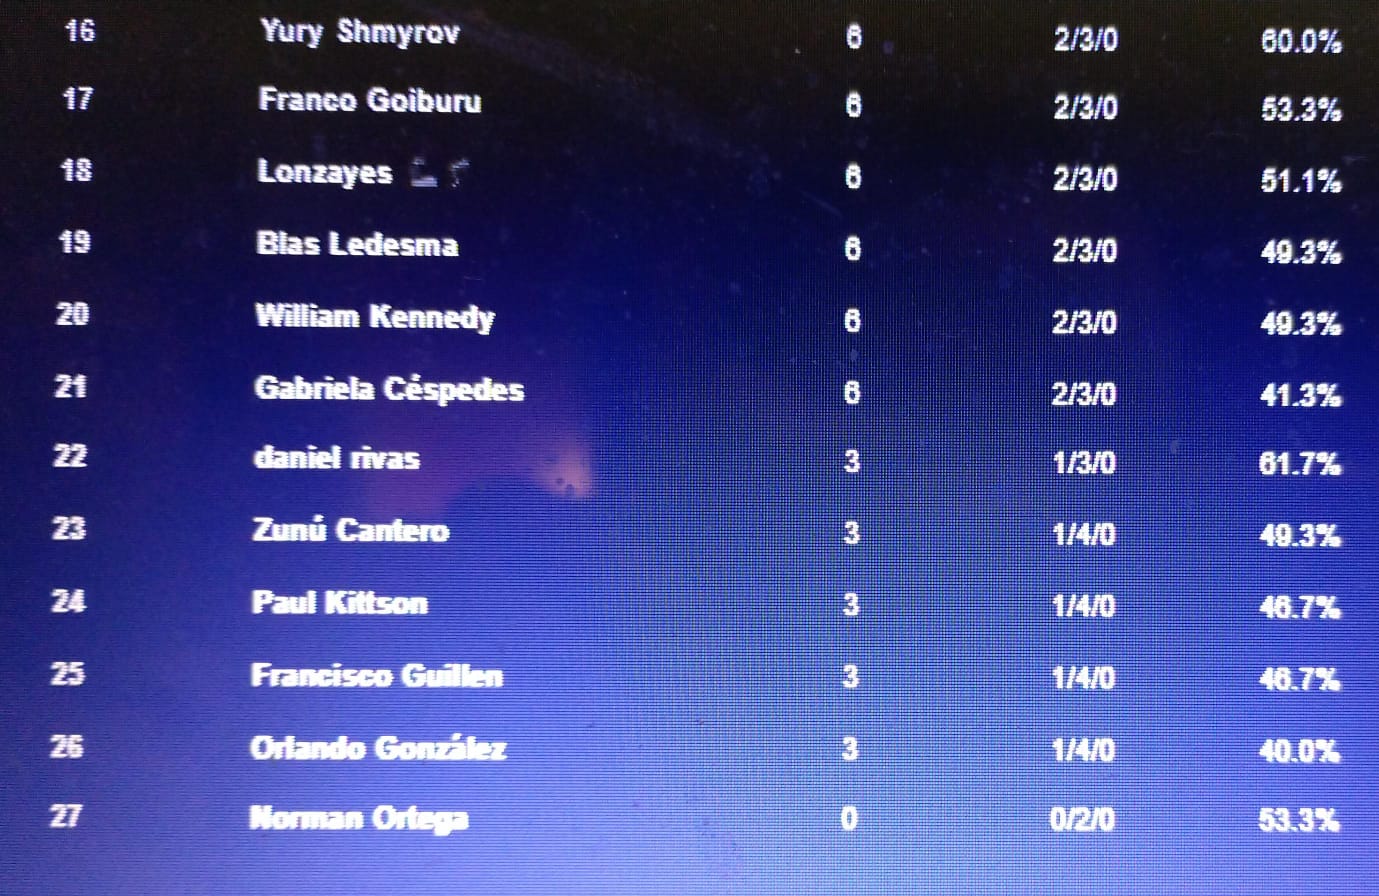 16 Yury Shmyrov 6 2/3/0 60.0%
17 Franco Goiburu 6 2/3/0 53.3%
18 Lonzayes 6 2/3/0 51.1%
19 Blas Ledesma 6 2/3/0 49.3%
20 William Kennedy 6 2/3/0 49.3%
21 Gabriela Céspedes 6 2/3/0 41.3%
22 daniel rivas 3 1/3/0 61.7%
23 Zunú Cantero 3 1/4/0 49.3%
24 Paul Kittson 3 1/4/0 46.7%
25 Francisco Guillen 3 1/4/0 46.7%
26 Orlando González 3 1/4/0 40.0%
27 Norman Ortega 0 0/2/0 53.3%